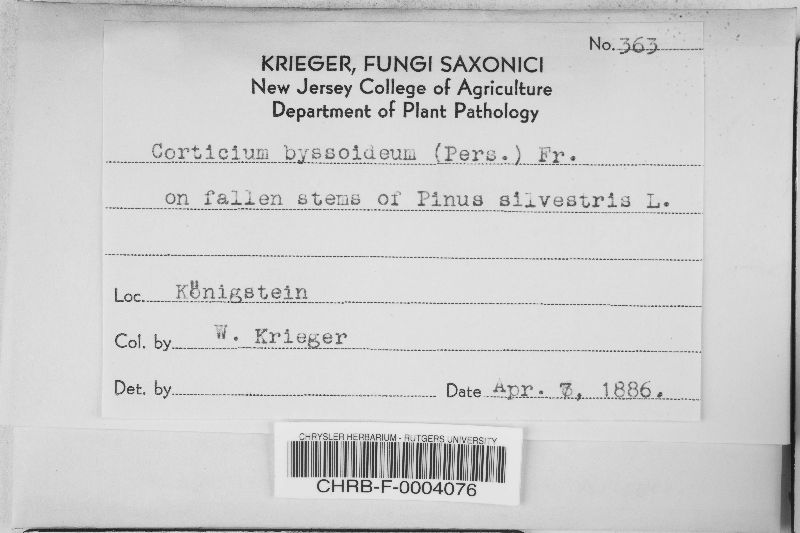 No. 363
KRIEGER, FUNGI SAXONICI
New Jersey College of Agriculture
Department of Plant Pathology
Corticium byssoideum (Pers.) Fr.
on fallen stems of Pinus silvestris L.
Loc. Königstein
Col. by W. Krieger
Det. by Date Apr. , 1886.
CHRYSLER HERBARIUM - RUTGERS UNIVERSITY
CHRB-F-0004076